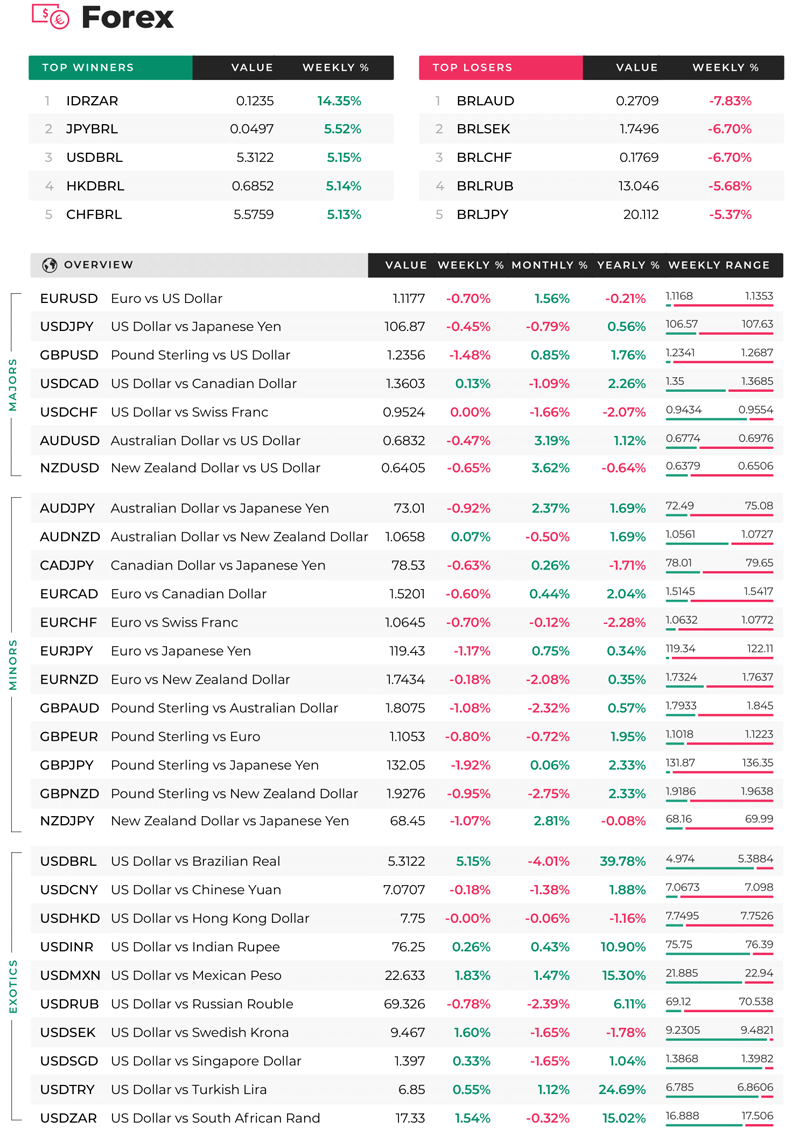 Forex
TOP WINNERS VALUE WEEKLY %
1 IDRZAR 0.1235 14.35%
2 JPYBRL 0.0497 5.52%
3 USDBRL 5.3122 5.15%
4 HKDBRL 0.6852 5.14%
5 CHFBRL 5.5759 5.13%
TOP LOSERS VALUE WEEKLY %
1 BRLAUD 0.2709 -7.83%
2 BRLSEK 1.7496 -6.70%
3 BRLCHF 0.1769 -6.70%
4 BRLRUB 13.046 -5.68%
5 BRLJPY 20.112 -5.37%
OVERVIEW VALUE WEEKLY % MONTHLY % YEARLY % WEEKLY RANGE
MAJORS
EURUSD Euro vs US Dollar 1.1177 -0.70% 1.56% -0.21% 1.1168 1.1353
USDJPY US Dollar vs Japanese Yen 106.87 -0.45% -0.79% 0.56% 106.57 107.63
GBPUSD Pound Sterling vs US Dollar 1.2356 -1.48% 0.85% 1.76% 1.2341 1.2687
USDCAD US Dollar vs Canadian Dollar 1.3603 0.13% -1.09% 2.26% 1.35 1.3685
USDCHF US Dollar vs Swiss Franc 0.9524 0.00% -1.66% -2.07% 0.9434 0.9554
AUDUSD Australian Dollar vs US Dollar 0.6832 -0.47% 3.19% 1.12% 0.6774 0.6976
NZDUSD New Zealand Dollar vs US Dollar 0.6405 -0.65% 3.62% -0.64% 0.6379 0.6506
MINORS
AUDJPY Australian Dollar vs Japanese Yen 73.01 -0.92% 2.37% 1.69% 72.49 75.08
AUDNZD Australian Dollar vs New Zealand Dollar 1.0658 0.07% -0.50% 1.69% 1.0561 1.0727
CADJPY Canadian Dollar vs Japanese Yen 78.53 -0.63% 0.26% -1.71% 78.01 79.65
EURCAD Euro vs Canadian Dollar 1.5201 -0.60% 0.44% 2.04% 1.5145 1.5417
EURCHF Euro vs Swiss Franc 1.0645 -0.70% -0.12% -2.28% 1.0632 1.0772
EURJPY Euro vs Japanese Yen 119.43 -1.17% 0.75% 0.34% 119.34 122.11
EURNZD Euro vs New Zealand Dollar 1.7434 -0.18% -2.08% 0.35% 1.7324 1.7637
GBPAUD Pound Sterling vs Australian Dollar 1.8075 -1.08% -2.32% 0.57% 1.7933 1.845
GBPEUR Pound Sterling vs Euro 1.1053 -0.80% -0.72% 1.95% 1.1018 1.1223
GBPJPY Pound Sterling vs Japanese Yen 132.05 -1.92% 0.06% 2.33% 131.87 136.35
GBPNZD Pound Sterling vs New Zealand Dollar 1.9276 -0.95% -2.75% 2.33% 1.9186 1.9638
NZDJPY New Zealand Dollar vs Japanese Yen 68.45 -1.07% 2.81% -0.08% 68.16 69.99
EXOTICS
USDBRL US Dollar vs Brazilian Real 5.3122 5.15% -4.01% 39.78% 4.974 5.3884
USDCNY US Dollar vs Chinese Yuan 7.0707 -0.18% -1.38% 1.88% 7.0673 7.098
USDHKD US Dollar vs Hong Kong Dollar 7.75 -0.00% -0.06% -1.16% 7.7495 7.7526
USDINR US Dollar vs Indian Rupee 76.25 0.26% 0.43% 10.90% 75.75 76.39
USDMXN US Dollar vs Mexican Peso 22.633 1.83% 1.47% 15.30% 21.885 22.94
USDRUB US Dollar vs Russian Rouble 69.326 -0.78% -2.39% 6.11% 69.12 70.538
USDSEK US Dollar vs Swedish Krona 9.467 1.60% -1.65% -1.78% 9.2305 9.4821
USDSGD US Dollar vs Singapore Dollar 1.397 0.33% -1.65% 1.04% 1.3868 1.3982
USDTRY US Dollar vs Turkish Lira 6.85 0.55% 1.12% 24.69% 6.785 6.8606
USDZAR US Dollar vs South African Rand 17.33 1.54% -0.32% 15.02% 16.888 17.506